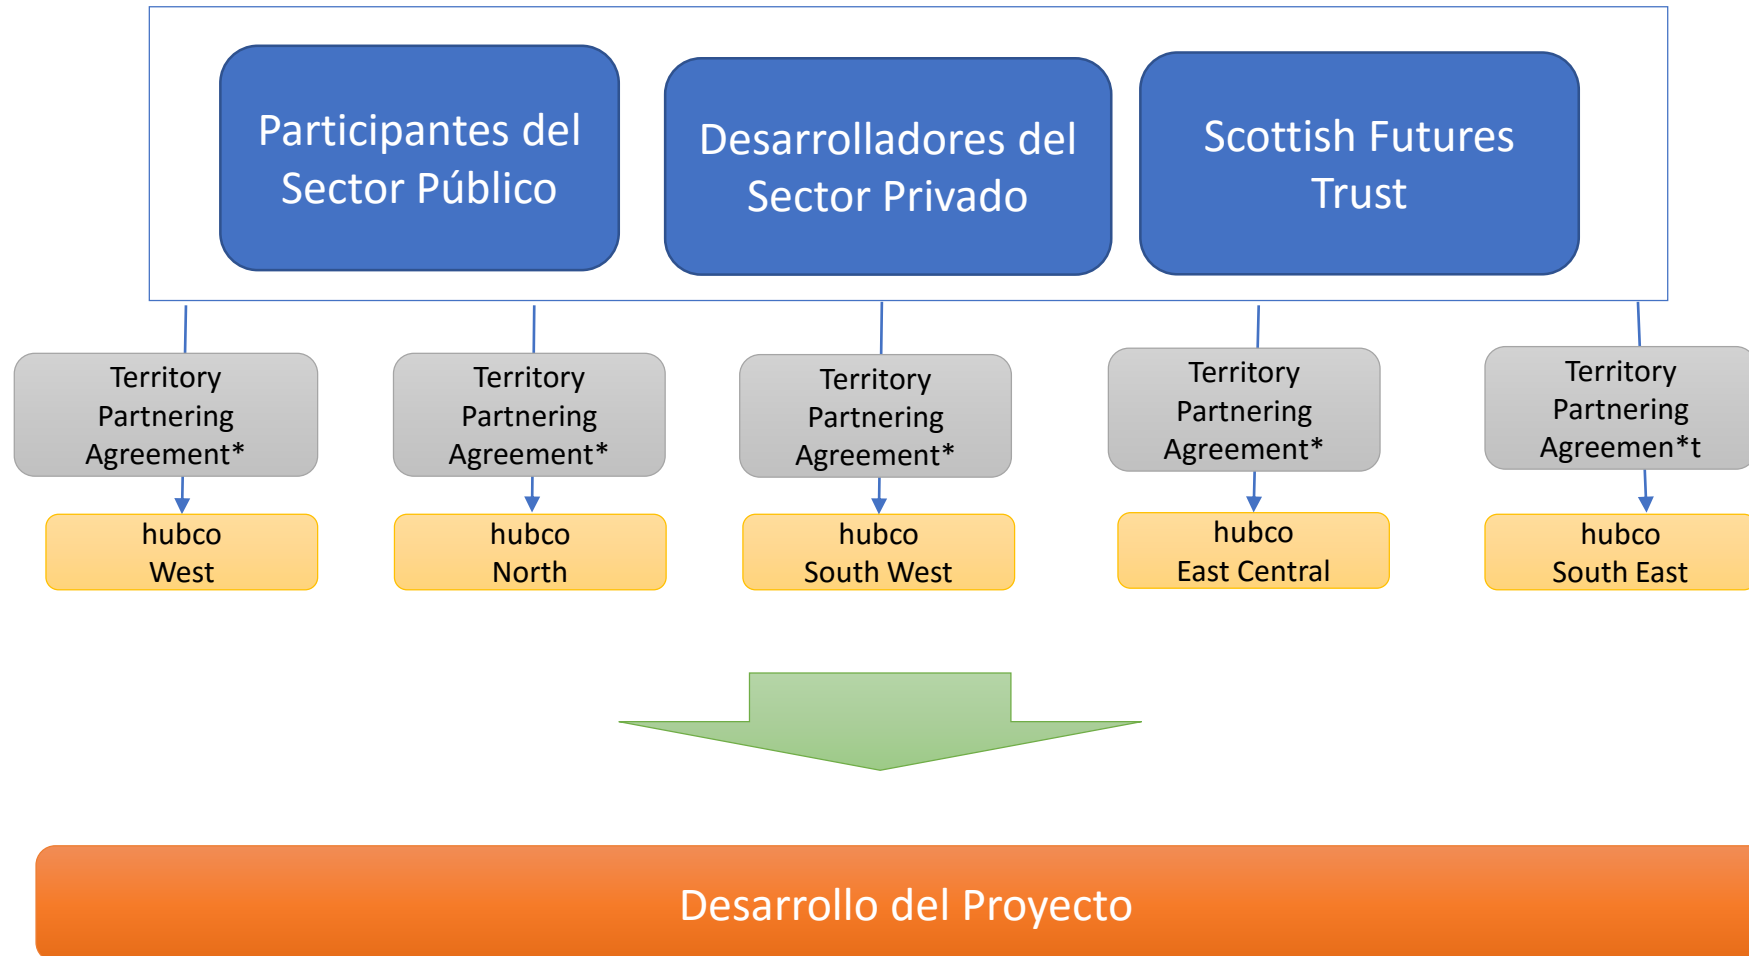 Participantes del
Sector Público
Desarrolladores del
Sector Privado
Scottish Futures
Trust
Territory
Partnering
Agreement*
Territory
Partnering
Agreement*
Territory
Partnering
Agreement*
Territory
Partnering
Agreement*
Territory
Partnering
Agreemen*t
hubco
West
hubco
North
hubco
South West
hubco
East Central
hubco
South East
Desarrollo del Proyecto